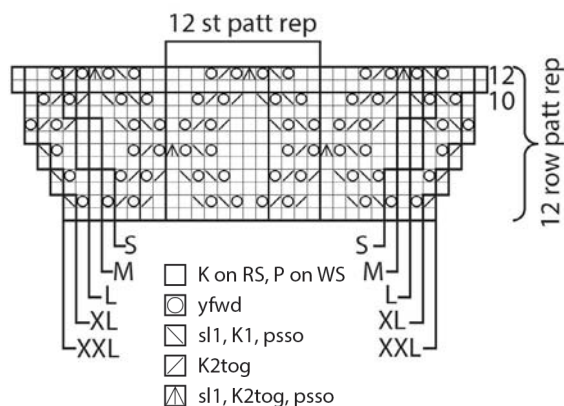 12 st patt rep
12
10
12 row patt rep
S
S
M
M
L
L
XL
XL
XXL
XXL
K on RS, P on WS
yfwd
sl1, K1, psso
K2tog
sl1, K2tog, psso